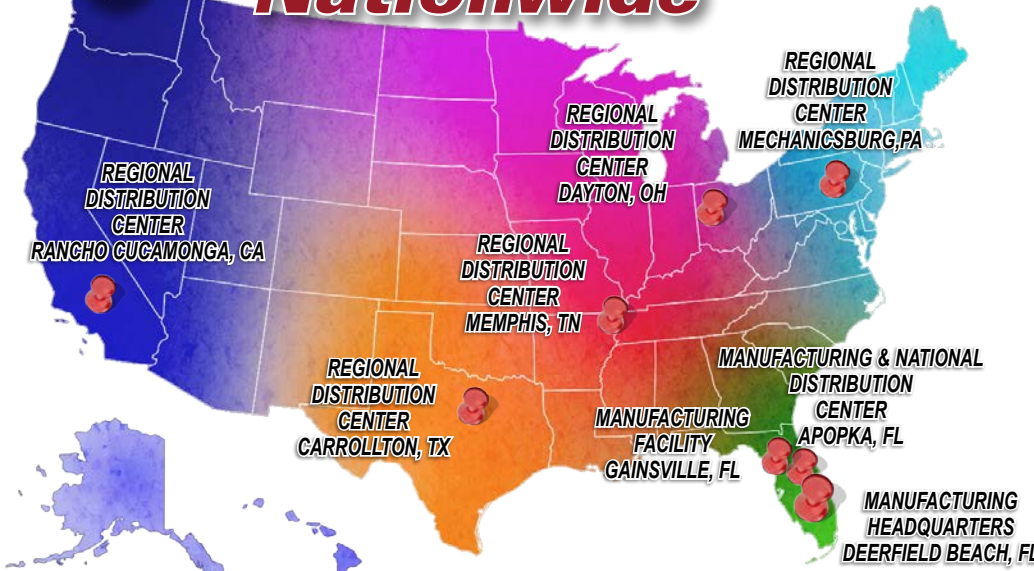 Nationwide
REGIONAL
DISTRIBUTION
CENTER
MECHANICSBURG,PA
REGIONAL
DISTRIBUTION
CENTER
DAYTON, OH
REGIONAL
DISTRIBUTION
CENTER
RANCHO CUCAMONGA, CA
REGIONAL
DISTRIBUTION
CENTER
MEMPHIS, TN
REGIONAL
DISTRIBUTION
CENTER
CARROLLTON, TX
MANUFACTURING & NATIONAL
DISTRIBUTION
CENTER
APOPKA, FL
MANUFACTURING
FACILITY
GAINSVILLE, FL
MANUFACTURING
HEADQUARTERS
DEERFIELD BEACH, FL